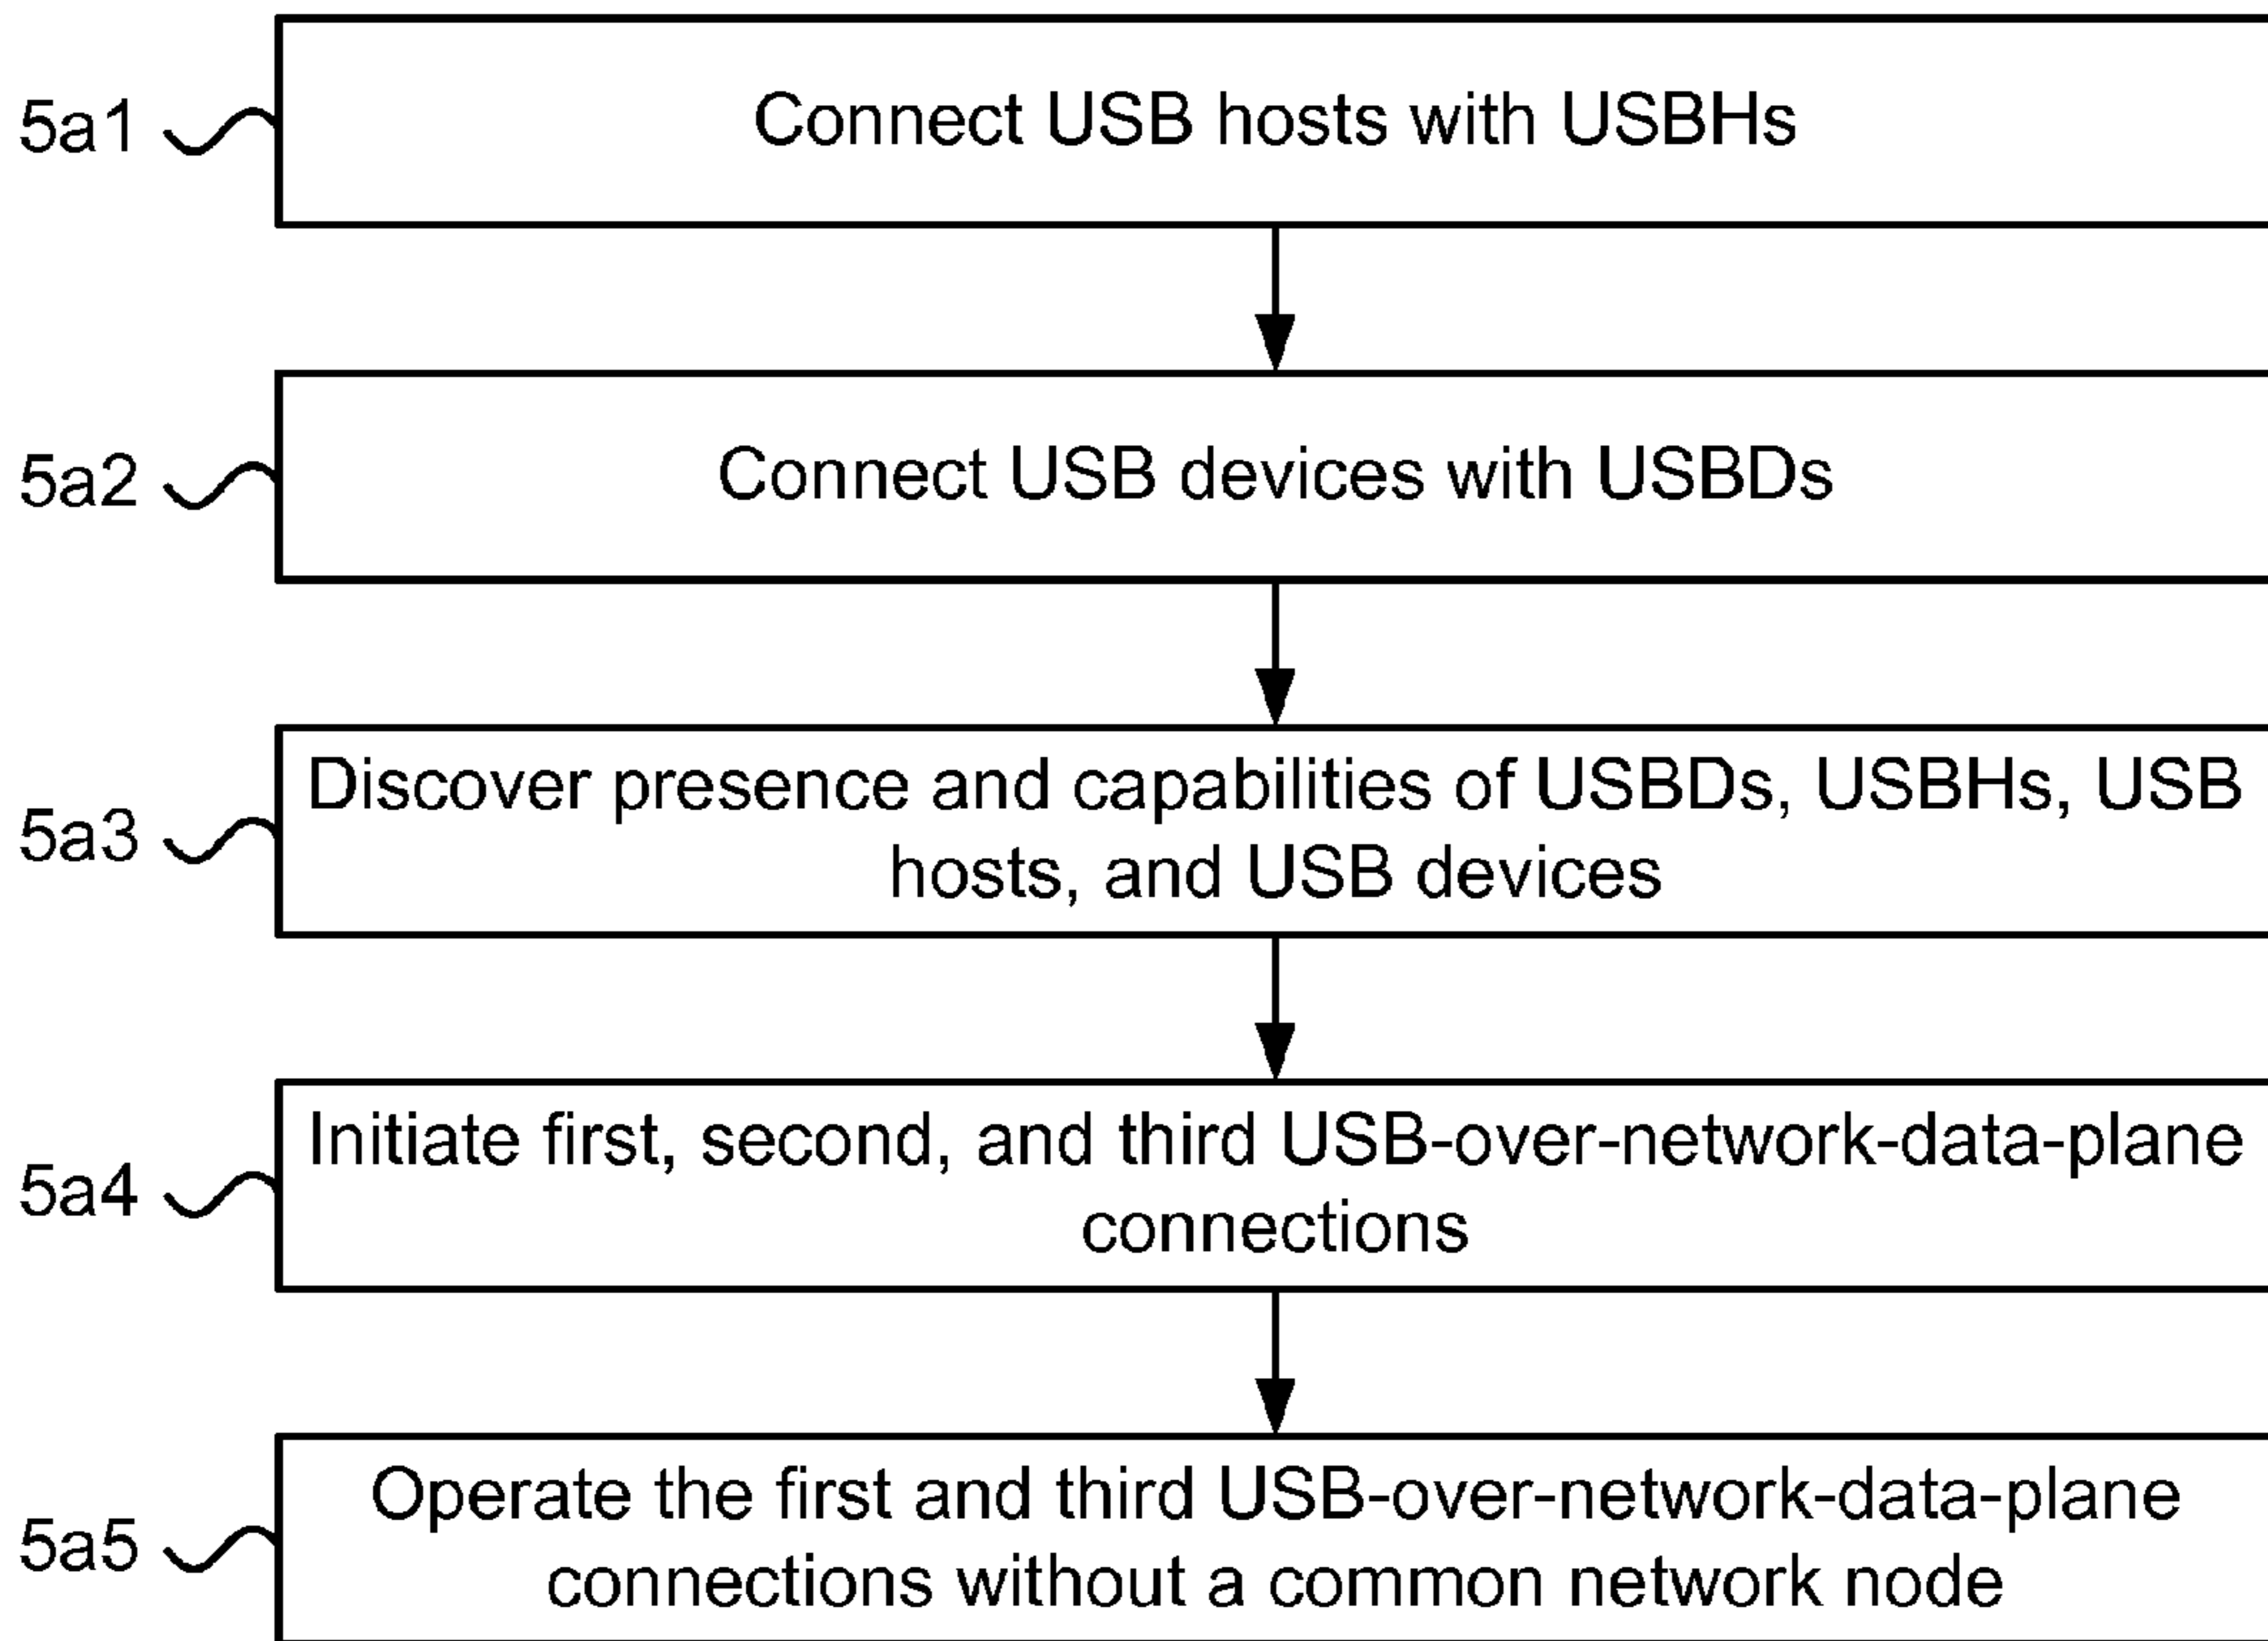 5a1
Connect USB hosts with USBHs
5a2
Connect USB devices with USBDs
5a3
Discover presence and capabilities of USBDs, USBHs, USB
hosts, and USB devices
5a4
Initiate first, second, and third USB-over-network-data-plane
connections
5a5
Operate the first and third USB-over-network-data-plane
connections without a common network node